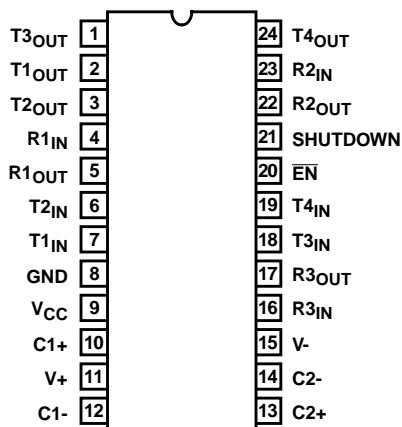 T3OUT 1 24 T4OUT
T1OUT 2 23 R2IN
T2OUT 3 22 R2OUT
R1IN 4 21 SHUTDOWN
R1OUT 5 20 E̅N̅
T2IN 6 19 T4IN
T1IN 7 18 T3IN
GND 8 17 R3OUT
VCC 9 16 R3IN
C1+ 10 15 V-
V+ 11 14 C2-
C1- 12 13 C2+